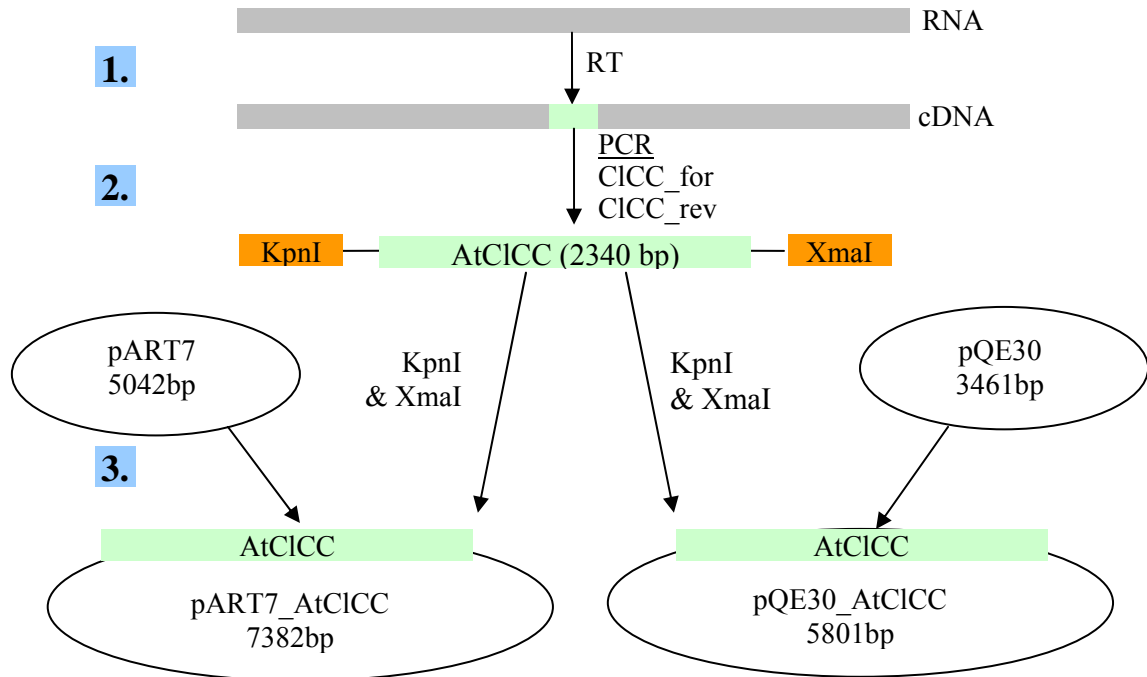 RNA
1.
RT
cDNA
PCR
2.
ClCC_for
ClCC_rev
KpnI
AtClCC (2340 bp)
XmaI
pART7
5042bp
KpnI
& XmaI
KpnI
& XmaI
pQE30
3461bp
3.
AtClCC
AtClCC
pART7_AtClCC
7382bp
pQE30_AtClCC
5801bp